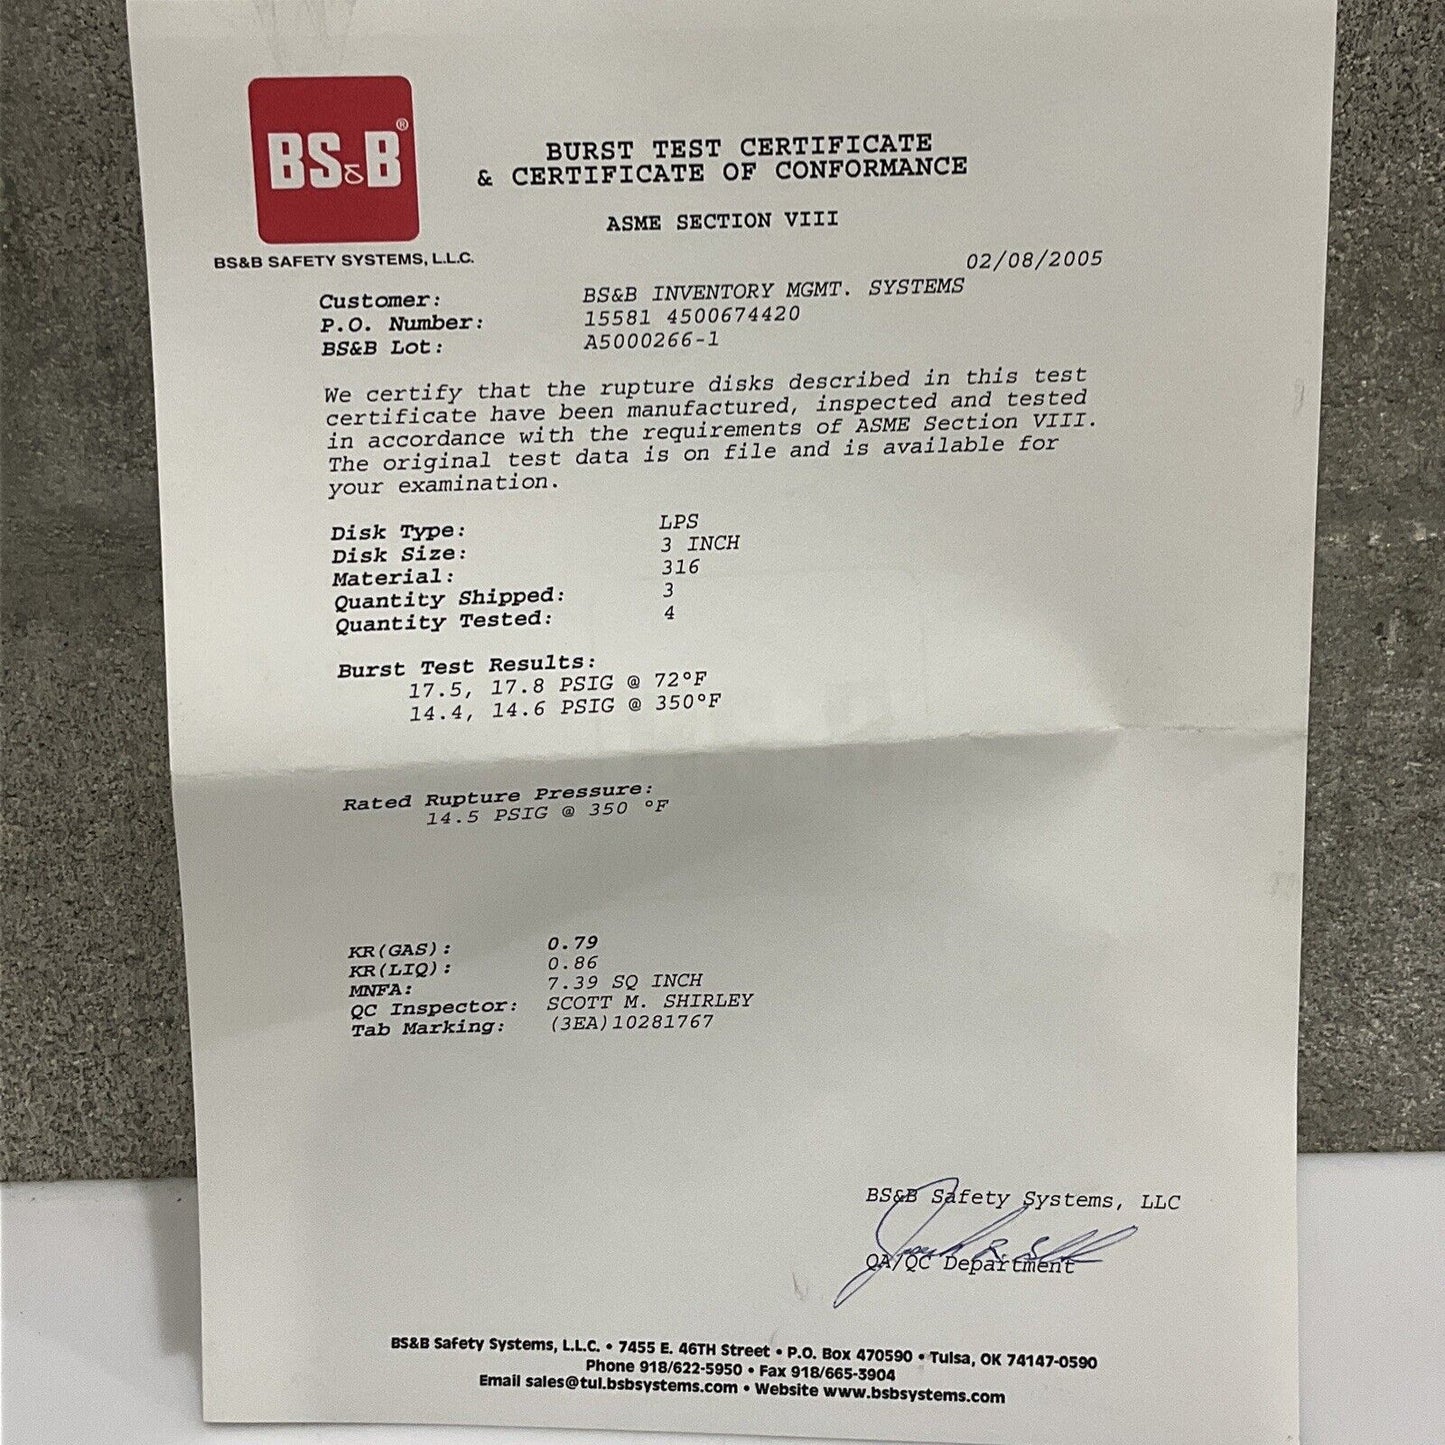 BS&B®
BURST TEST CERTIFICATE
& CERTIFICATE OF CONFORMANCE
ASME SECTION VIII
BS&B SAFETY SYSTEMS, L.L.C.
02/08/2005
Customer: BS&B INVENTORY MGMT. SYSTEMS
P.O. Number: 15581 4500674420
BS&B Lot: A5000266-1
We certify that the rupture disks described in this test
certificate have been manufactured, inspected and tested
in accordance with the requirements of ASME Section VIII.
The original test data is on file and is available for
your examination.
Disk Type: LPS
Disk Size: 3 INCH
Material: 316
Quantity Shipped: 3
Quantity Tested: 4
Burst Test Results:
17.5, 17.8 PSIG @ 72°F
14.4, 14.6 PSIG @ 350°F
Rated Rupture Pressure:
14.5 PSIG @ 350 °F
KR(GAS): 0.79
KR(LIQ): 0.86
MNFA: 7.39 SQ INCH
QC Inspector: SCOTT M. SHIRLEY
Tab Marking: (3EA)10281767
BS&B Safety Systems, LLC
QA/QC Department
BS&B Safety Systems, L.L.C. • 7455 E. 46TH Street • P.O. Box 470590 • Tulsa, OK 74147-0590
Phone 918/622-5950 • Fax 918/665-3904
Email sales@tul.bsbsystems.com • Website www.bsbsystems.com